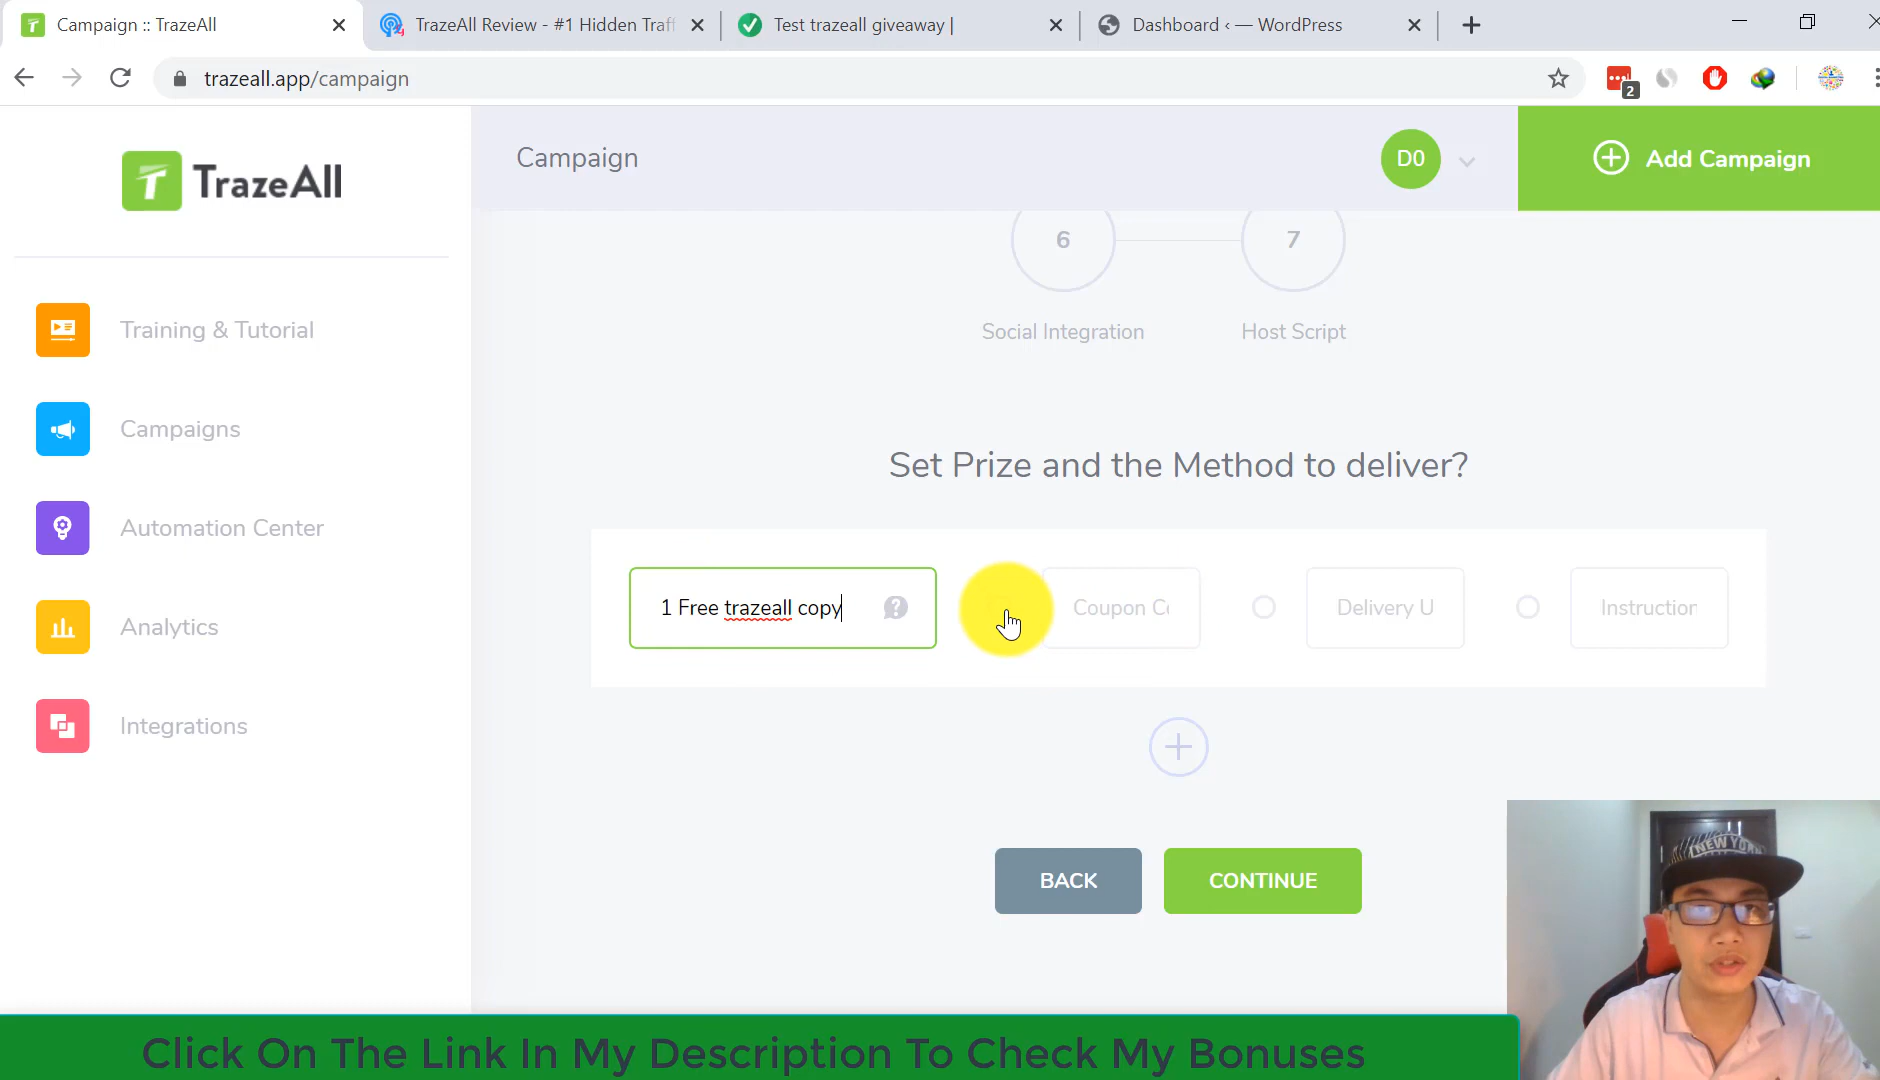 Campaign :: TrazeAll
TrazeAll Review - #1 Hidden Traf
Test trazeall giveaway |
Dashboard ‹ — WordPress
trazeall.app/campaign
2
T TrazeAll
Campaign
D0
Add Campaign
6
7
Social Integration
Host Script
Training & Tutorial
Campaigns
Automation Center
Analytics
Integrations
Set Prize and the Method to deliver?
1 Free trazeall copy
?
Coupon Co
Delivery U
Instruction
BACK
CONTINUE
NEW YORK
Click On The Link In My Description To Check My Bonuses